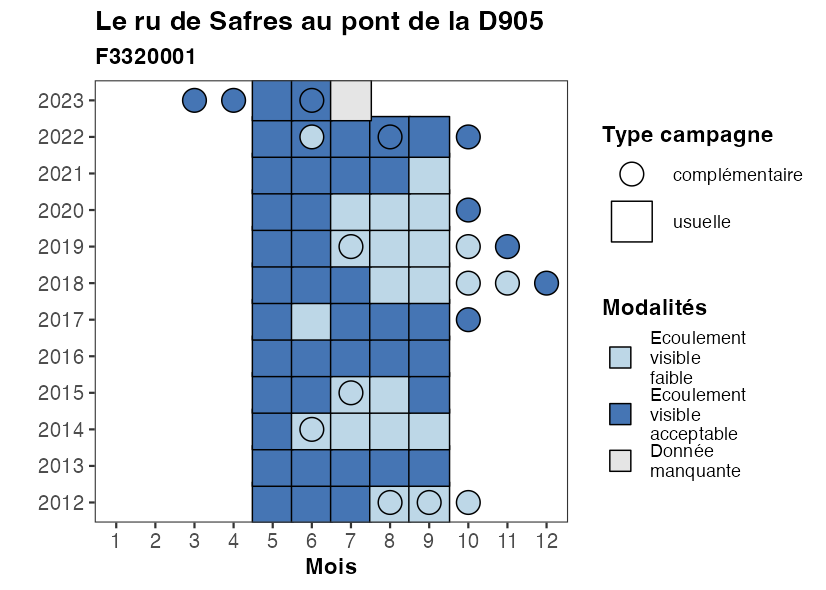 Le ru de Safres au pont de la D905
F3320001
2023
2022
2021
2020
2019
2018
2017
2016
2015
2014
2013
2012
1 2 3 4 5 6 7 8 9 10 11 12
Mois
Type campagne
complémentaire
usuelle
Modalités
Ecoulement
visible
faible
Ecoulement
visible
acceptable
Donnée
manquante